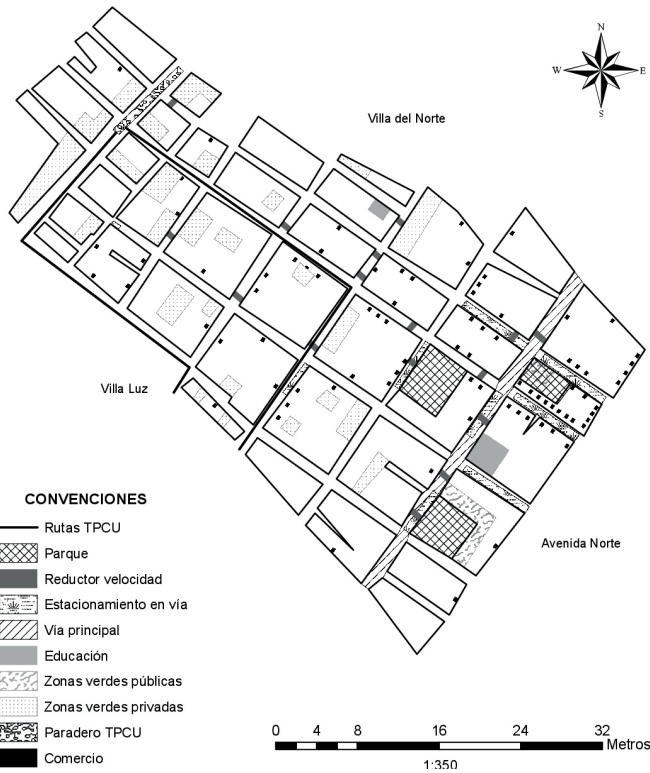 N
W E
S
Villa del Norte
Villa Luz
Avenida Norte
CONVENCIONES
Rutas TPCU
Parque
Reductor velocidad
Estacionamiento en vía
Vía principal
Educación
Zonas verdes públicas
Zonas verdes privadas
Paradero TPCU
Comercio
0 4 8 16 24 32
Metros
1:350